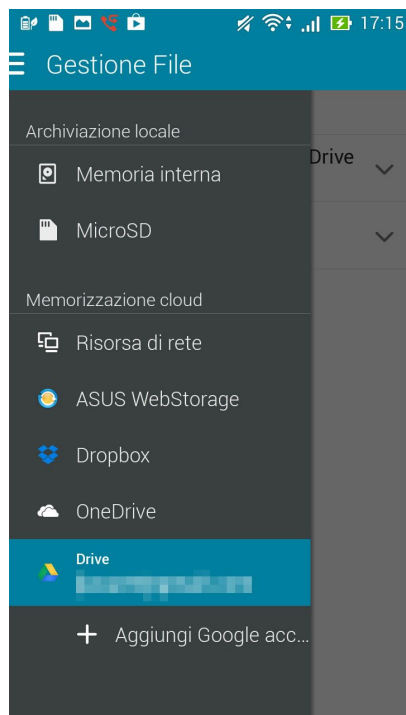 17:15
Gestione File
Archiviazione locale
Drive
Memoria interna
MicroSD
Memorizzazione cloud
Risorsa di rete
ASUS WebStorage
Dropbox
OneDrive
Drive
Aggiungi Google acc...